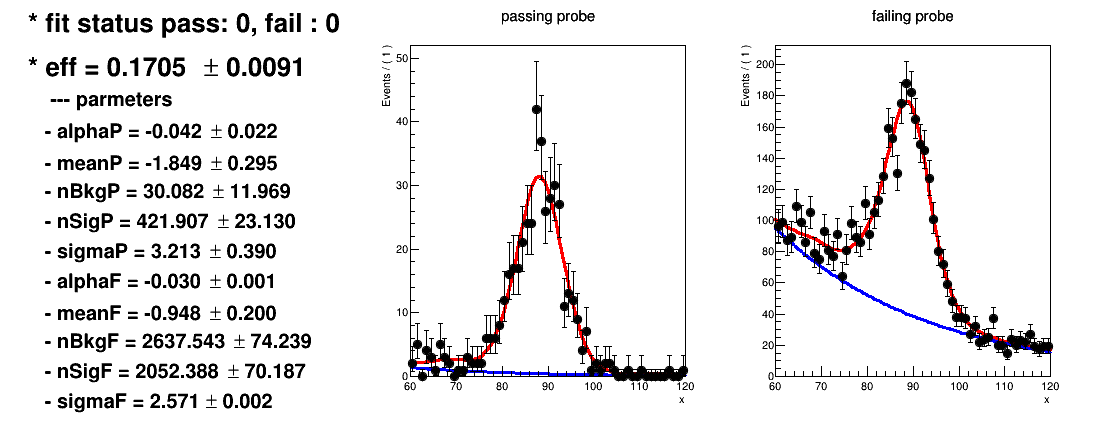 * fit status pass: 0, fail : 0
* eff = 0.1705 ± 0.0091
--- parmeters
- alphaP = -0.042 ± 0.022
- meanP = -1.849 ± 0.295
- nBkgP = 30.082 ± 11.969
- nSigP = 421.907 ± 23.130
- sigmaP = 3.213 ± 0.390
- alphaF = -0.030 ± 0.001
- meanF = -0.948 ± 0.200
- nBkgF = 2637.543 ± 74.239
- nSigF = 2052.388 ± 70.187
- sigmaF = 2.571 ± 0.002
passing probe
Events / ( 1 )
50
40
30
20
10
0
60 70 80 90 100 110 120
x
failing probe
Events / ( 1 )
200
180
160
140
120
100
80
60
40
20
0
60 70 80 90 100 110 120
x